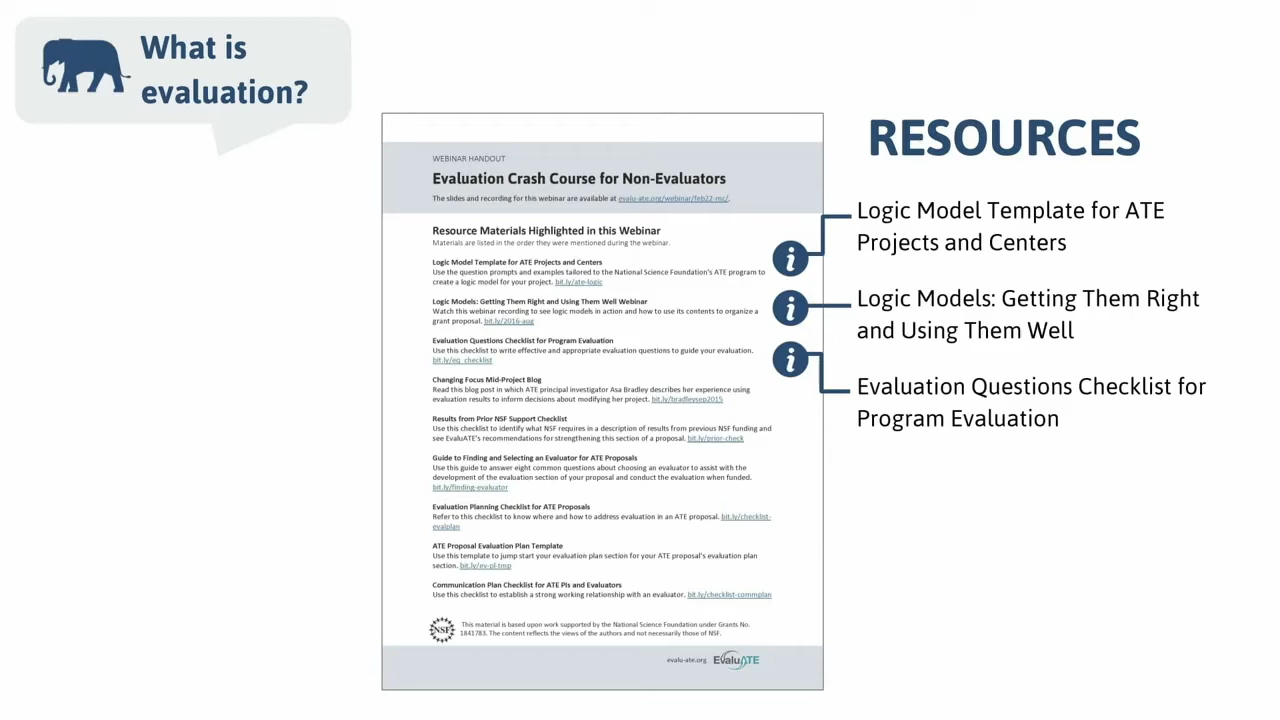 What is
evaluation?
WEBINAR HANDOUT
Evaluation Crash Course for Non-Evaluators
The slides and recording for this webinar are available at evalu-ate.org/webinar/feb22-mc/.
Resource Materials Highlighted in this Webinar
Materials are listed in the order they were mentioned during the webinar.
Logic Model Template for ATE Projects and Centers
Use the question prompts and examples tailored to the National Science Foundation's ATE program to
create a logic model for your project. bit.ly/ate-logic
Logic Models: Getting Them Right and Using Them Well Webinar
Watch this webinar recording to see logic models in action and how to use its contents to organize a
grant proposal. bit.ly/2016-aug
Evaluation Questions Checklist for Program Evaluation
Use this checklist to write effective and appropriate evaluation questions to guide your evaluation.
bit.ly/eq_checklist
Changing Focus Mid-Project Blog
Read this blog post in which ATE principal investigator Asa Bradley describes her experience using
evaluation results to inform decisions about modifying her project. bit.ly/bradleysep2015
Results from Prior NSF Support Checklist
Use this checklist to identify what NSF requires in a description of results from previous NSF funding and
see EvaluATE's recommendations for strengthening this section of a proposal. bit.ly/prior-check
Guide to Finding and Selecting an Evaluator for ATE Proposals
Use this guide to answer eight common questions about choosing an evaluator to assist with the
development of the evaluation section of your proposal and conduct the evaluation when funded.
bit.ly/finding-evaluator
Evaluation Planning Checklist for ATE Proposals
Refer to this checklist to know where and how to address evaluation in an ATE proposal. bit.ly/checklist-
evalplan
ATE Proposal Evaluation Plan Template
Use this template to jump start your evaluation plan section for your ATE proposal's evaluation plan
section. bit.ly/ev-pl-tmp
Communication Plan Checklist for ATE PIs and Evaluators
Use this checklist to establish a strong working relationship with an evaluator. bit.ly/checklist-commplan
NSF
This material is based upon work supported by the National Science Foundation under Grants No.
1841783. The content reflects the views of the authors and not necessarily those of NSF.
evalu-ate.org EvaluATE
RESOURCES
Logic Model Template for ATE
Projects and Centers
Logic Models: Getting Them Right
and Using Them Well
Evaluation Questions Checklist for
Program Evaluation